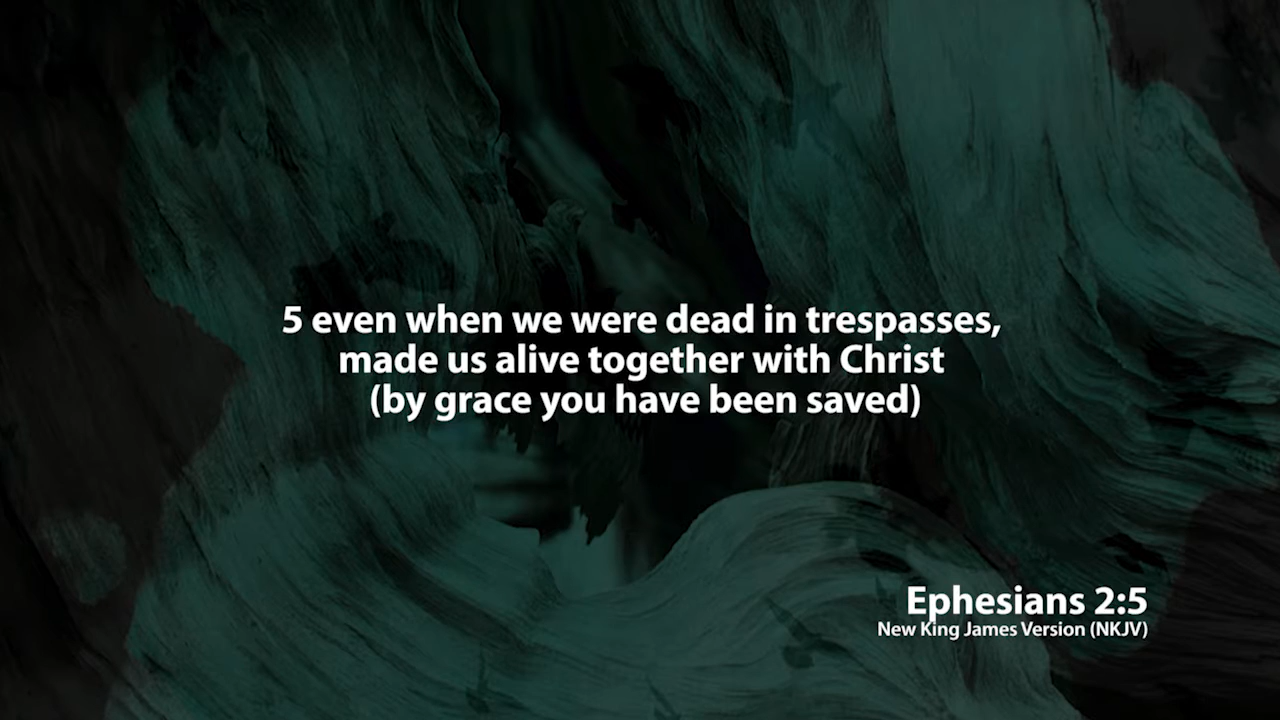 5 even when we were dead in trespasses,
made us alive together with Christ
(by grace you have been saved)
Ephesians 2:5
New King James Version (NKJV)